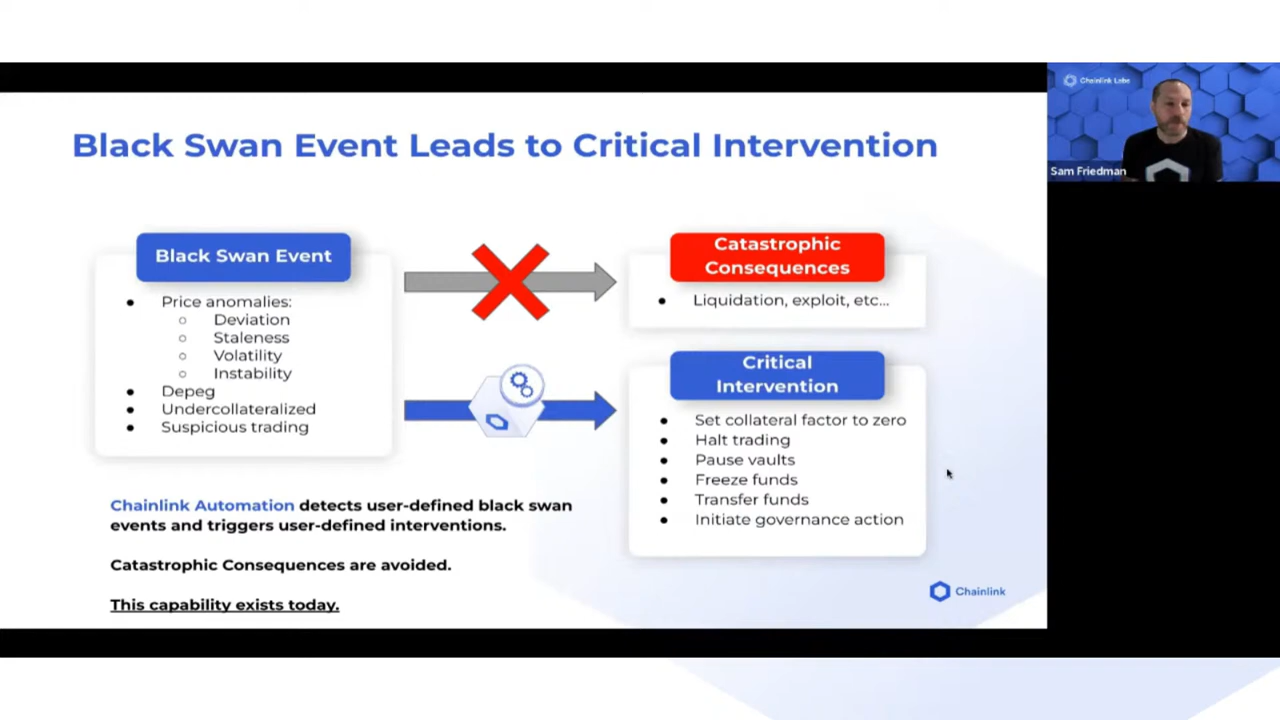 Black Swan Event Leads to Critical Intervention
Chainlink Labs
Sam Friedman
Black Swan Event
Price anomalies:
Deviation
Staleness
Volatility
Instability
Depeg
Undercollateralized
Suspicious trading
Catastrophic
Consequences
Liquidation, exploit, etc...
Critical
Intervention
Set collateral factor to zero
Halt trading
Pause vaults
Freeze funds
Transfer funds
Initiate governance action
Chainlink Automation detects user-defined black swan
events and triggers user-defined interventions.
Catastrophic Consequences are avoided.
This capability exists today.
Chainlink